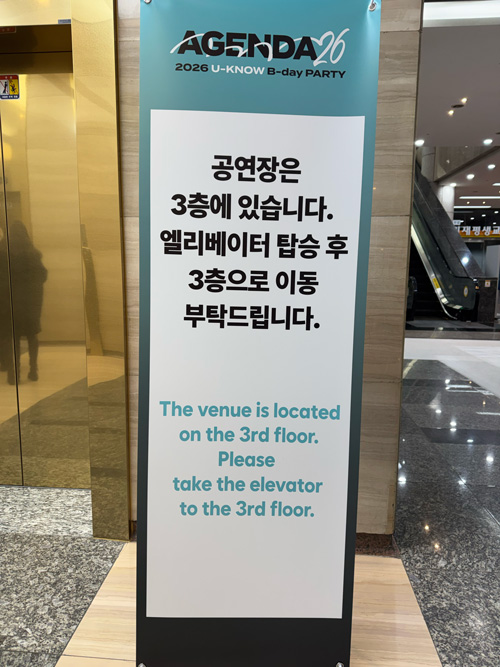 AGENDA26
2026 U-KNOW B-day PARTY
공연장은
3층에 있습니다.
엘리베이터 탑승 후
3층으로 이동
부탁드립니다.
The venue is located
on the 3rd floor.
Please
take the elevator
to the 3rd floor.